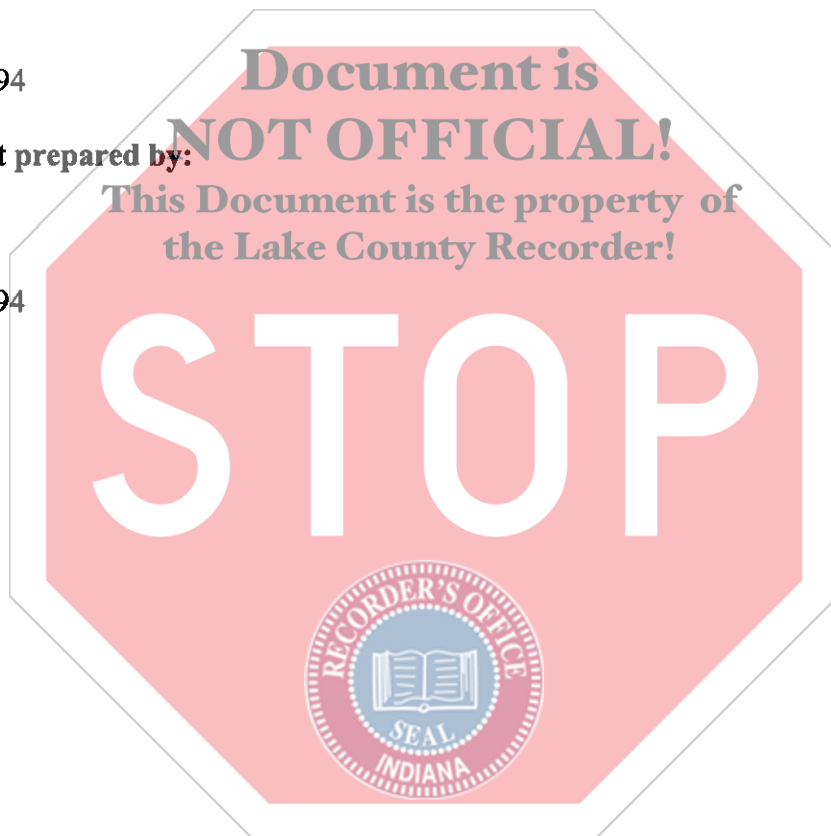 Document is
94
NOT OFFICIAL!
t prepared by:
This Document is the property of
the Lake County Recorder!
94
STOP
RECORDER'S OFFICE
SEAL
INDIANA